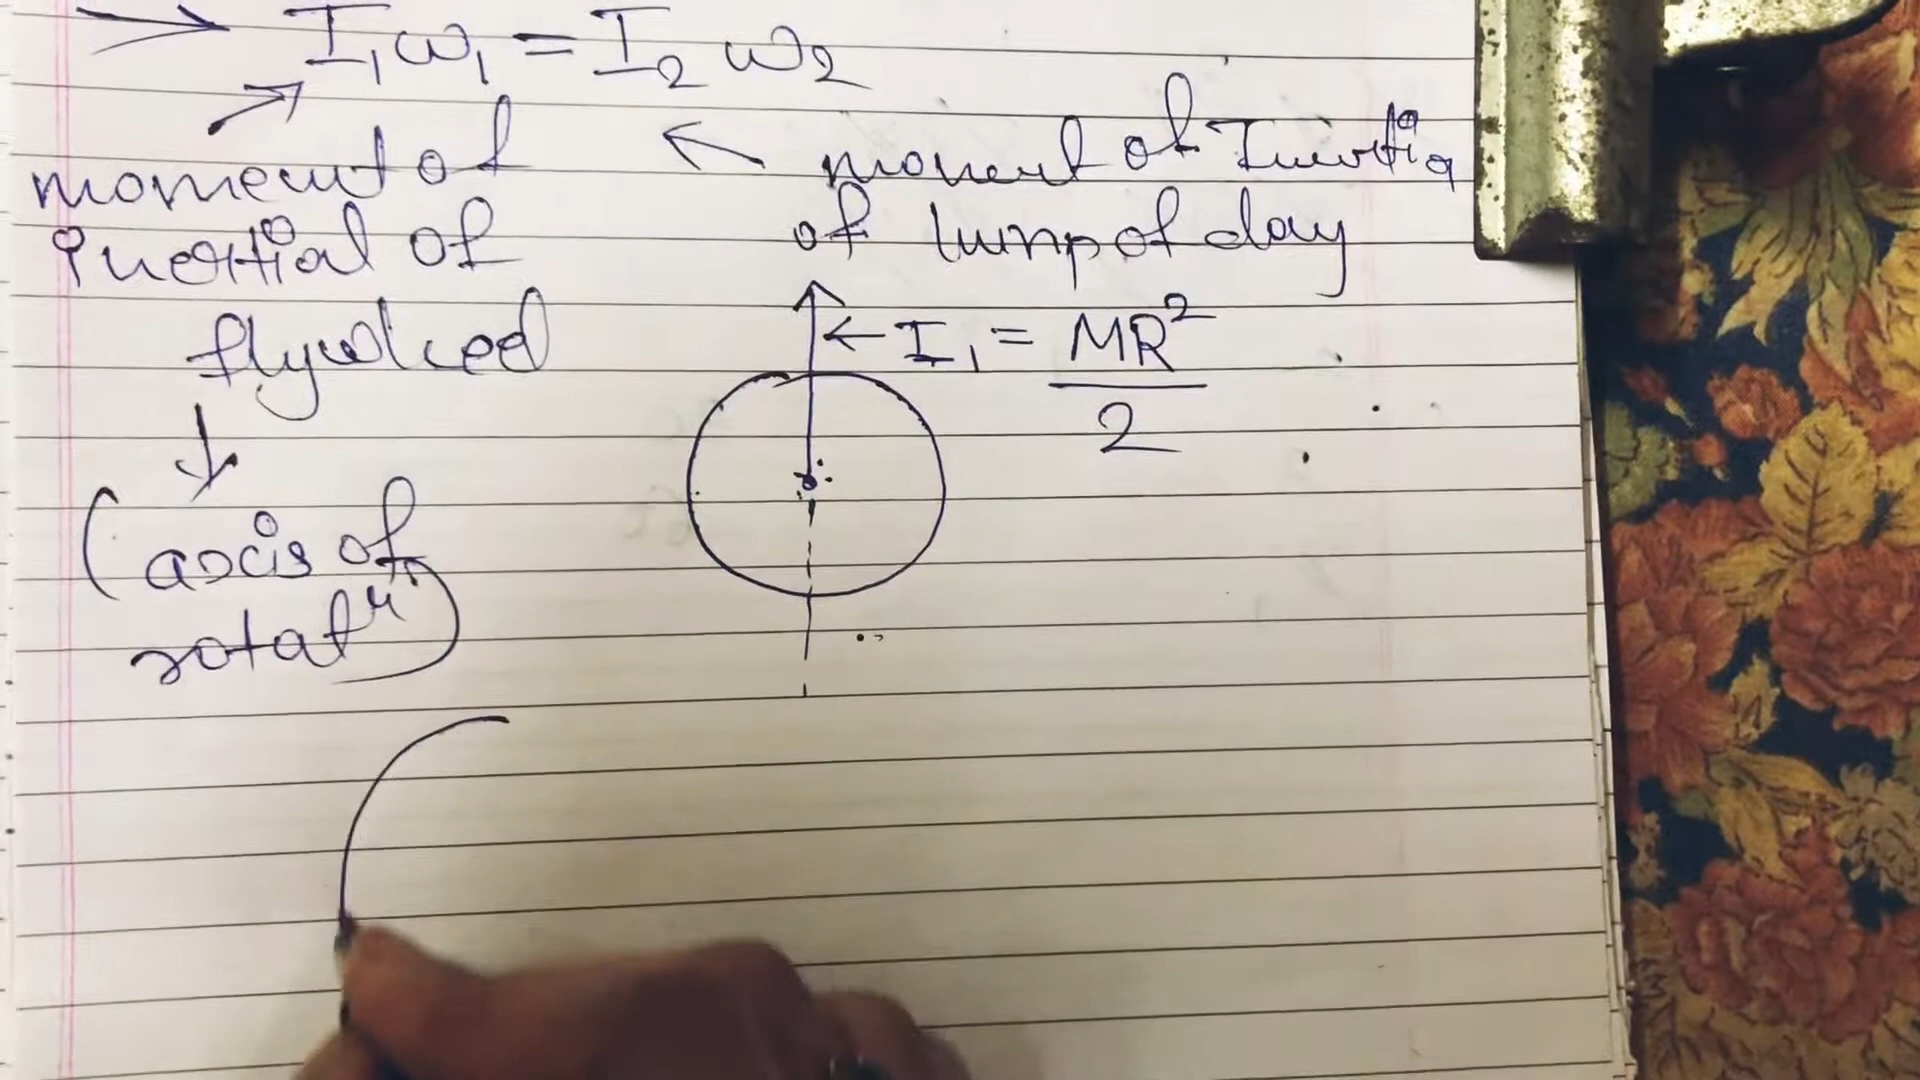 → I₁ω₁ = I₂ω₂
moment of
inertial of
flywheel
(axis of
rotatⁿ)
← moment of Inertia
of lump of clay
← I₁ = MR²/2